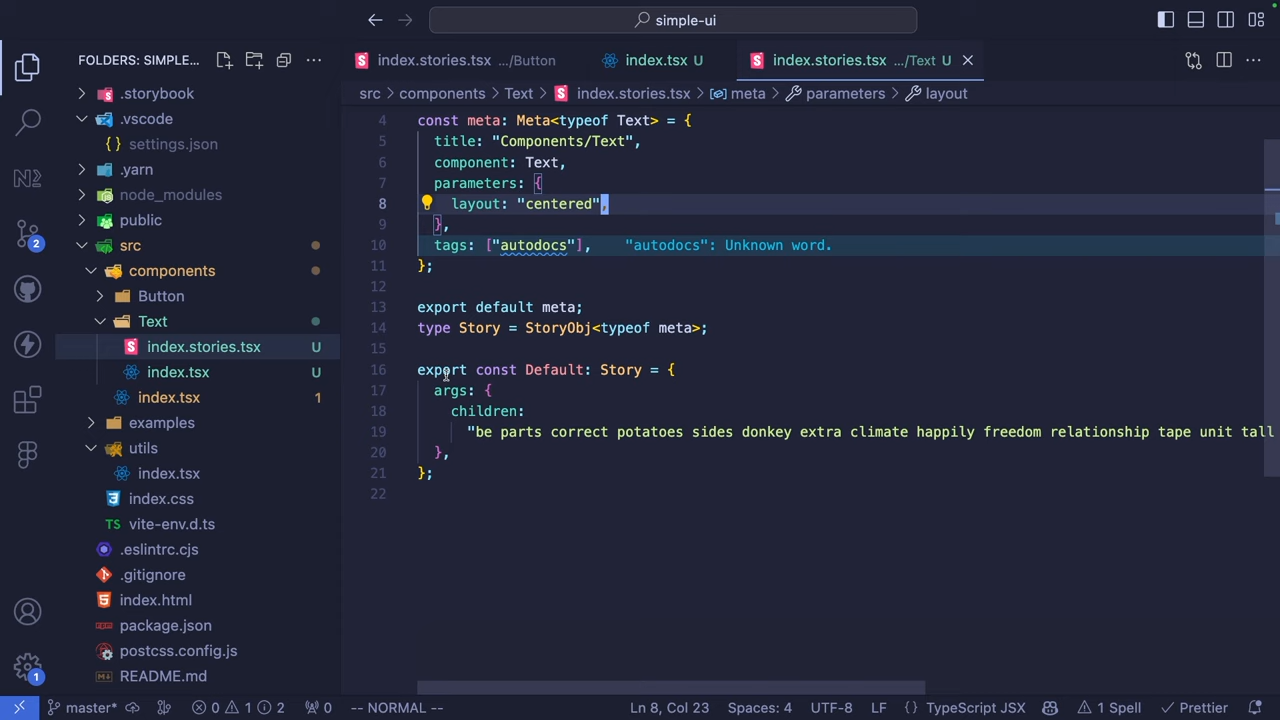 simple-ui
FOLDERS: SIMPLE...
index.stories.tsx .../Button
index.tsx U
index.stories.tsx .../Text U
src > components > Text > index.stories.tsx > meta > parameters > layout
.storybook
.vscode
{} settings.json
.yarn
node_modules
public
src
components
Button
Text
index.stories.tsx U
index.tsx U
index.tsx 1
examples
utils
index.tsx
index.css
TS vite-env.d.ts
.eslintrc.cjs
.gitignore
index.html
package.json
postcss.config.js
README.md
2
1
4 const meta: Meta<typeof Text> = {
5 title: "Components/Text",
6 component: Text,
7 parameters: {
8 layout: "centered",
9 },
10 tags: ["autodocs"], "autodocs": Unknown word.
11 };
12
13 export default meta;
14 type Story = StoryObj<typeof meta>;
15
16 export const Default: Story = {
17 args: {
18 children:
19 "be parts correct potatoes sides donkey extra climate happily freedom relationship tape unit tall
20 },
21 };
22
master* 0 1 2 0 -- NORMAL -- Ln 8, Col 23 Spaces: 4 UTF-8 LF {} TypeScript JSX 1 Spell Prettier